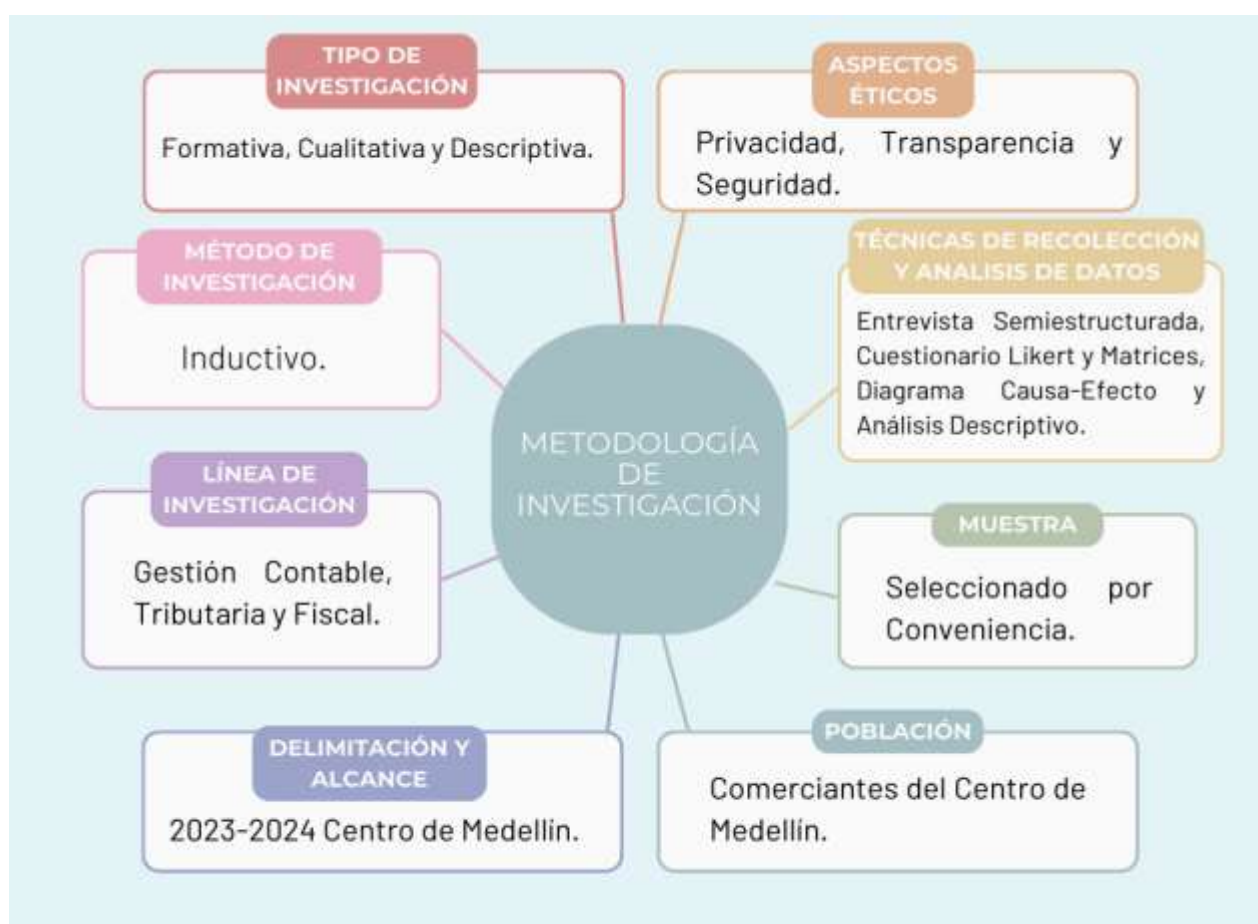 TIPO DE
INVESTIGACIÓN
Formativa, Cualitativa y Descriptiva.
ASPECTOS
ÉTICOS
Privacidad, Transparencia y
Seguridad.
MÉTODO DE
INVESTIGACIÓN
Inductivo.
TÉCNICAS DE RECOLECCIÓN
Y ANALISIS DE DATOS
Entrevista Semiestructurada,
Cuestionario Likert y Matrices,
Diagrama Causa-Efecto y
Análisis Descriptivo.
METODOLOGÍA
DE
INVESTIGACIÓN
LÍNEA DE
INVESTIGACIÓN
Gestión Contable,
Tributaria y Fiscal.
MUESTRA
Seleccionado por
Conveniencia.
DELIMITACIÓN Y
ALCANCE
2023-2024 Centro de Medellín.
POBLACIÓN
Comerciantes del Centro de
Medellín.